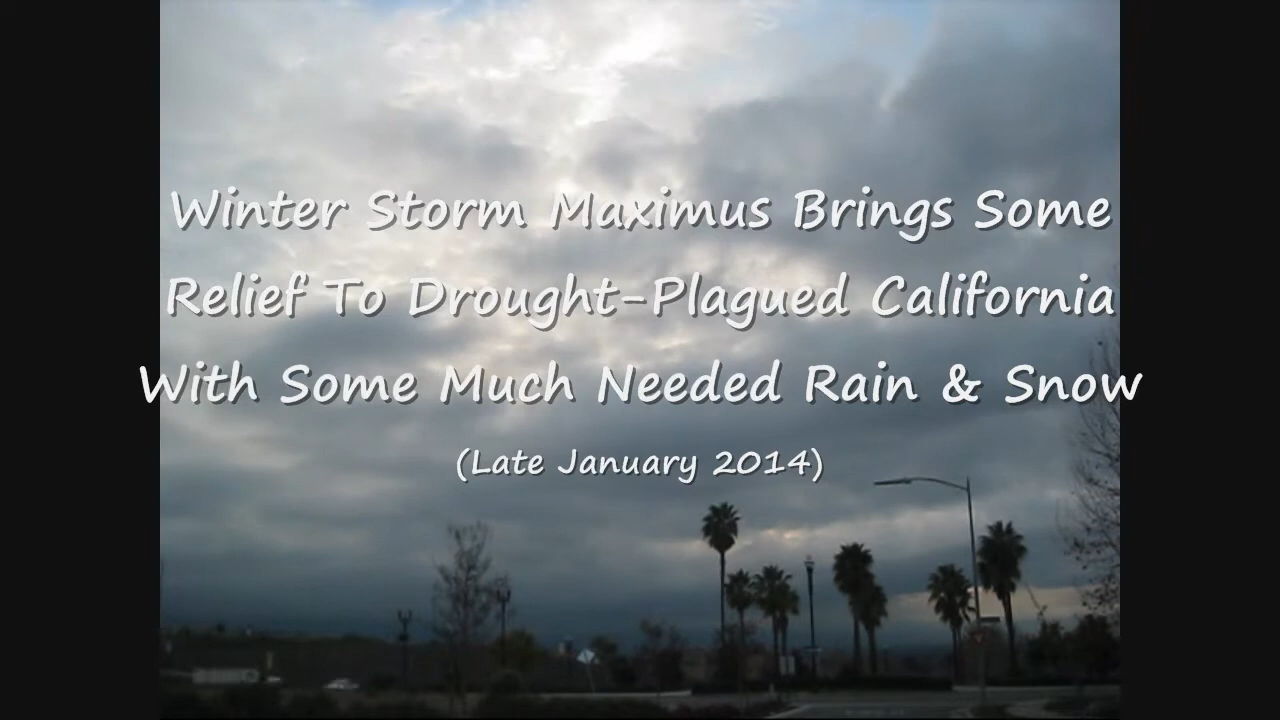 Winter Storm Maximus Brings Some
Relief To Drought-Plagued California
With Some Much Needed Rain & Snow
(Late January 2014)